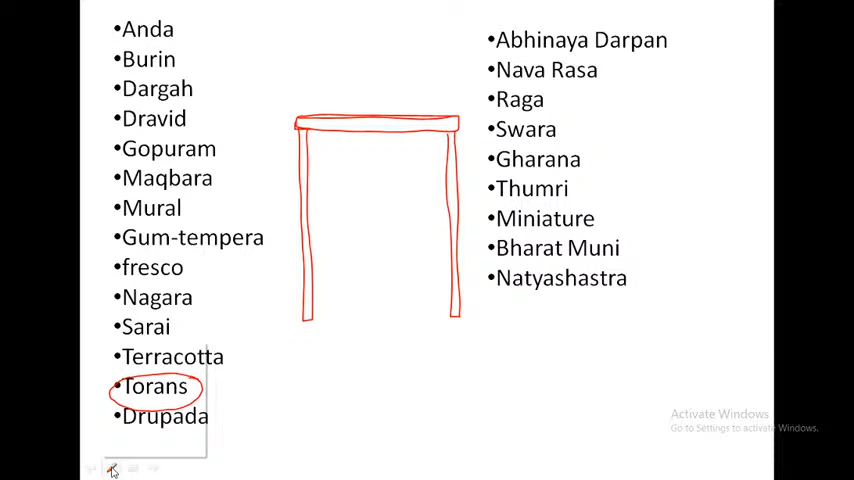 •Anda
•Burin
•Dargah
•Dravid
•Gopuram
•Maqbara
•Mural
•Gum-tempera
•fresco
•Nagara
•Sarai
•Terracotta
•Torans
•Drupada
•Abhinaya Darpan
•Nava Rasa
•Raga
•Swara
•Gharana
•Thumri
•Miniature
•Bharat Muni
•Natyashastra
Activate Windows
Go to Settings to activate Windows.